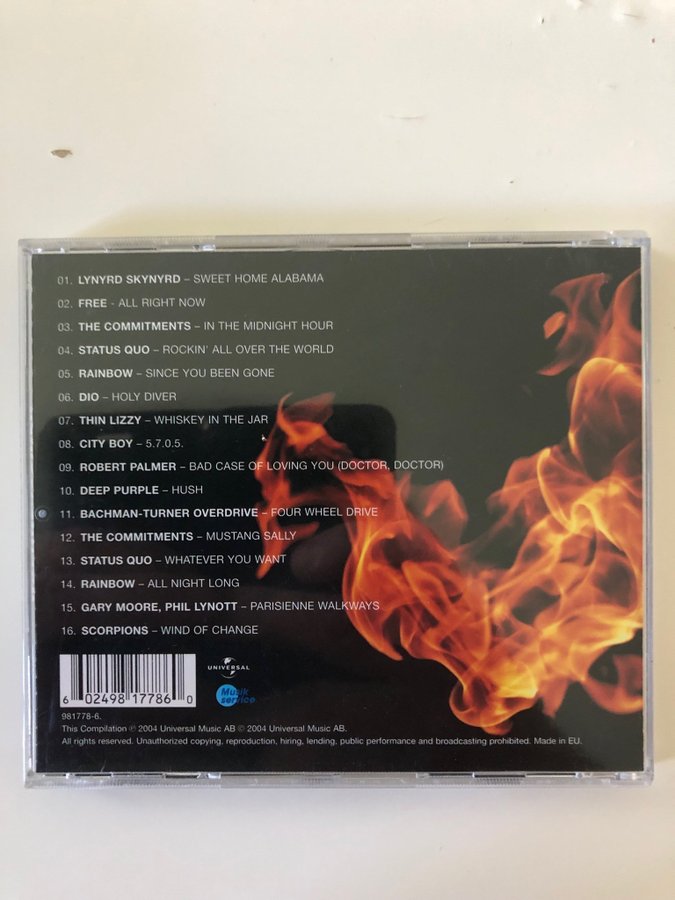 01. LYNYRD SKYNYRD – SWEET HOME ALABAMA
02. FREE - ALL RIGHT NOW
03. THE COMMITMENTS – IN THE MIDNIGHT HOUR
04. STATUS QUO – ROCKIN' ALL OVER THE WORLD
05. RAINBOW – SINCE YOU BEEN GONE
06. DIO – HOLY DIVER
07. THIN LIZZY – WHISKEY IN THE JAR
08. CITY BOY – 5.7.0.5.
09. ROBERT PALMER – BAD CASE OF LOVING YOU (DOCTOR, DOCTOR)
10. DEEP PURPLE – HUSH
11. BACHMAN-TURNER OVERDRIVE – FOUR WHEEL DRIVE
12. THE COMMITMENTS – MUSTANG SALLY
13. STATUS QUO – WHATEVER YOU WANT
14. RAINBOW – ALL NIGHT LONG
15. GARY MOORE, PHIL LYNOTT – PARISIENNE WALKWAYS
16. SCORPIONS – WIND OF CHANGE
UNIVERSAL
Musik
service
6 02498 17786 0
981778-6.
This Compilation ℗ 2004 Universal Music AB © 2004 Universal Music AB.
All rights reserved. Unauthorized copying, reproduction, hiring, lending, public performance and broadcasting prohibited. Made in EU.